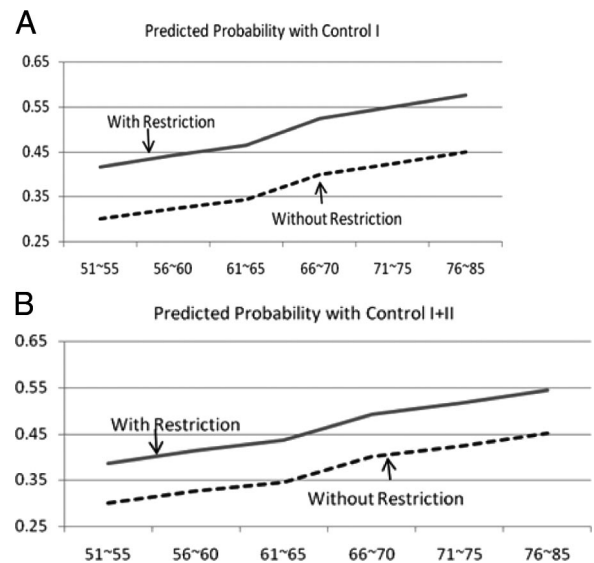 A
Predicted Probability with Control I
0.65
0.55
With Restriction
0.45
0.35
Without Restriction
0.25
51~55 56~60 61~65 66~70 71~75 76~85
B
Predicted Probability with Control I+II
0.65
0.55
With Restriction
0.45
0.35
Without Restriction
0.25
51~55 56~60 61~65 66~70 71~75 76~85